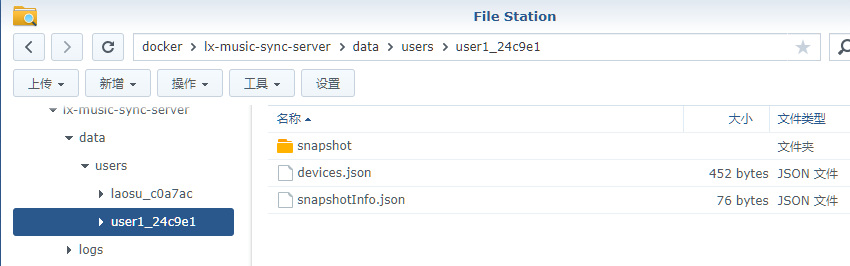 File Station
docker > lx-music-sync-server > data > users > user1_24c9e1
上传 新增 操作 工具 设置
lx-music-sync-server
data
users
laosu_c0a7ac
user1_24c9e1
logs
名称 大小 文件类型
snapshot 文件夹
devices.json 452 bytes JSON 文件
snapshotInfo.json 76 bytes JSON 文件